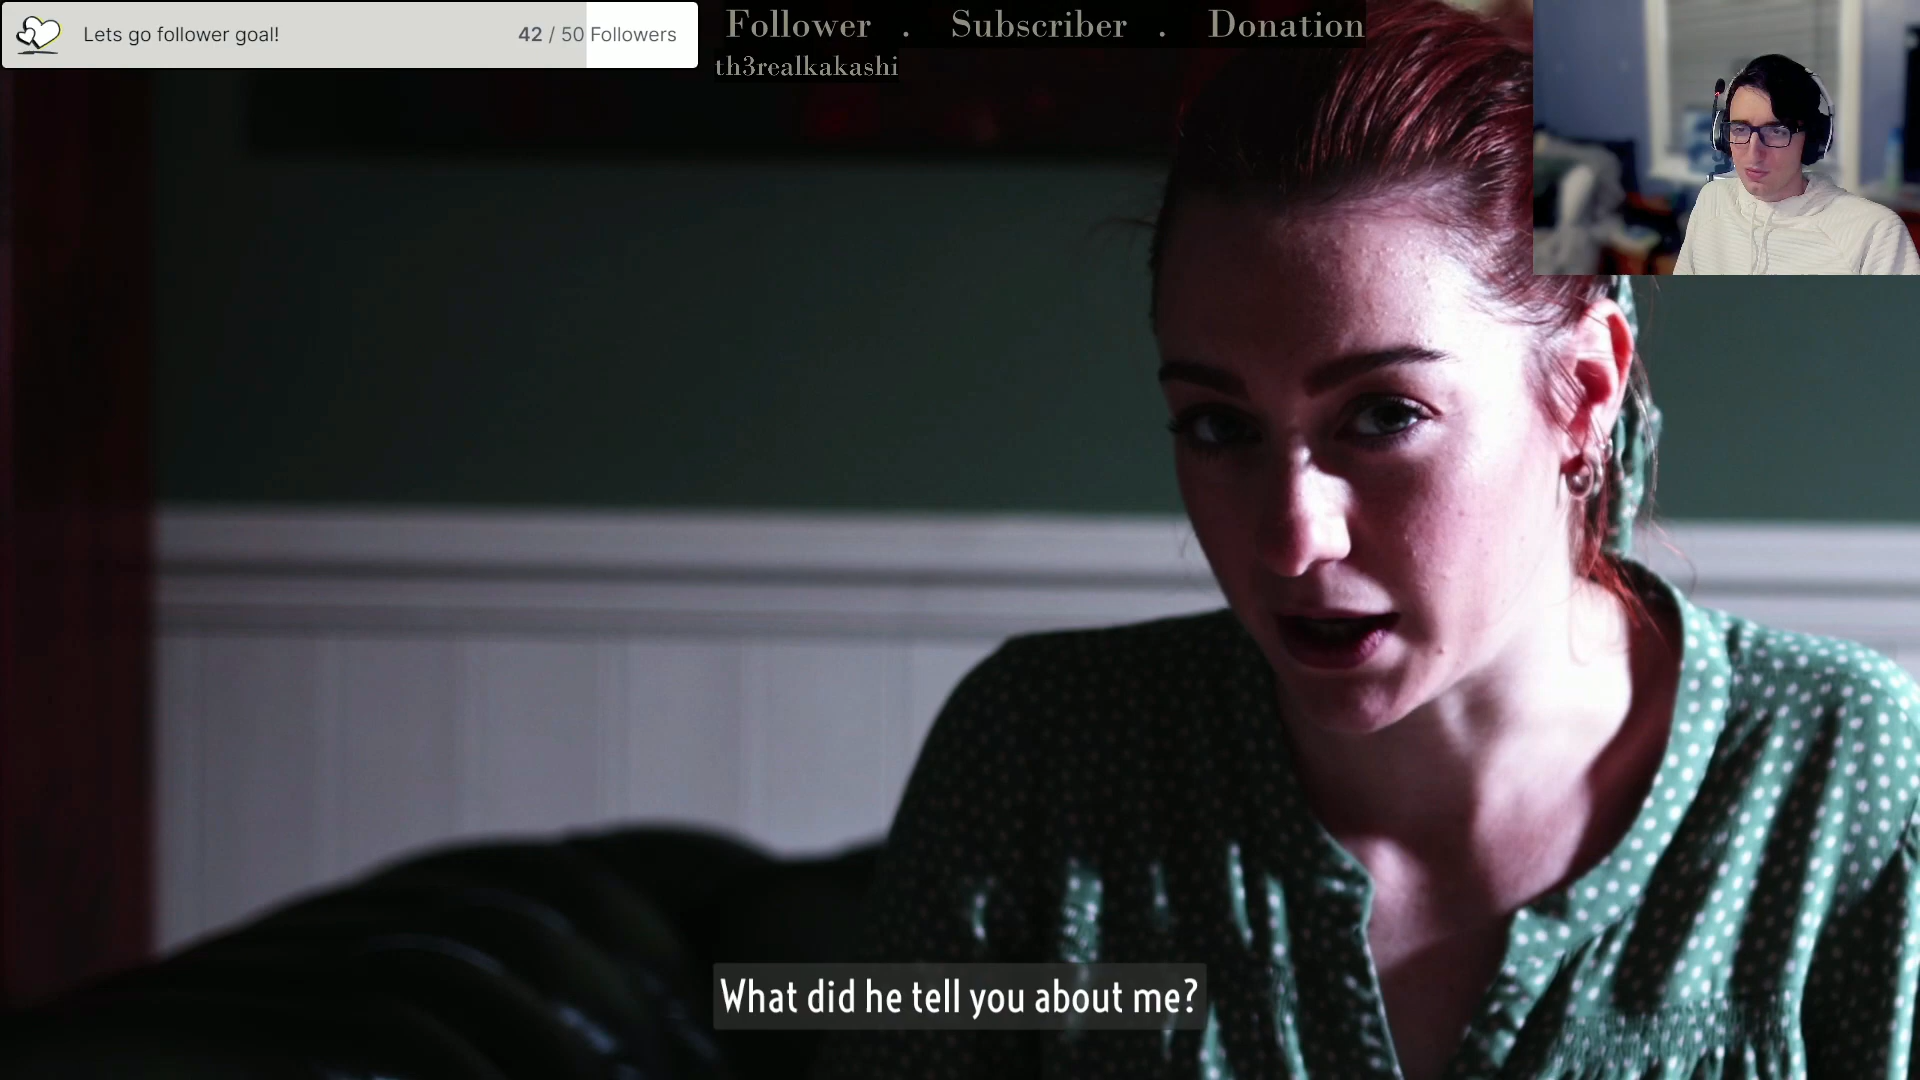 Lets go follower goal! 42 / 50 Followers
Follower . Subscriber . Donation
th3realkakashi
What did he tell you about me?